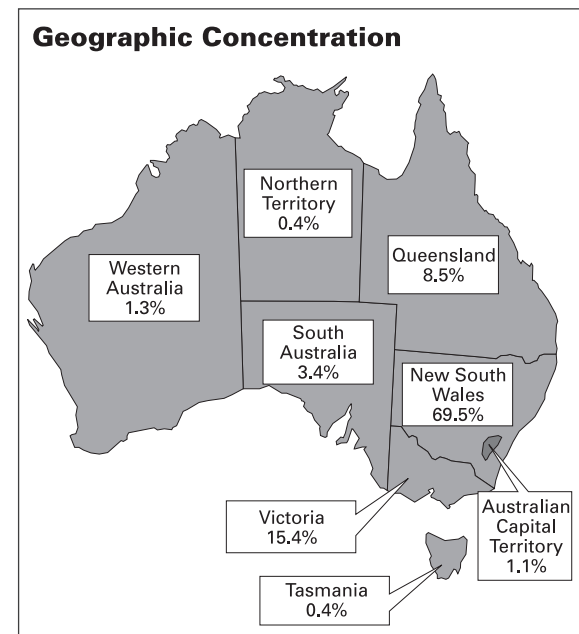 Geographic Concentration
Northern
Territory
0.4%
Queensland
8.5%
Western
Australia
1.3%
South
Australia
3.4%
New South
Wales
69.5%
Victoria
15.4%
Australian
Capital
Territory
1.1%
Tasmania
0.4%